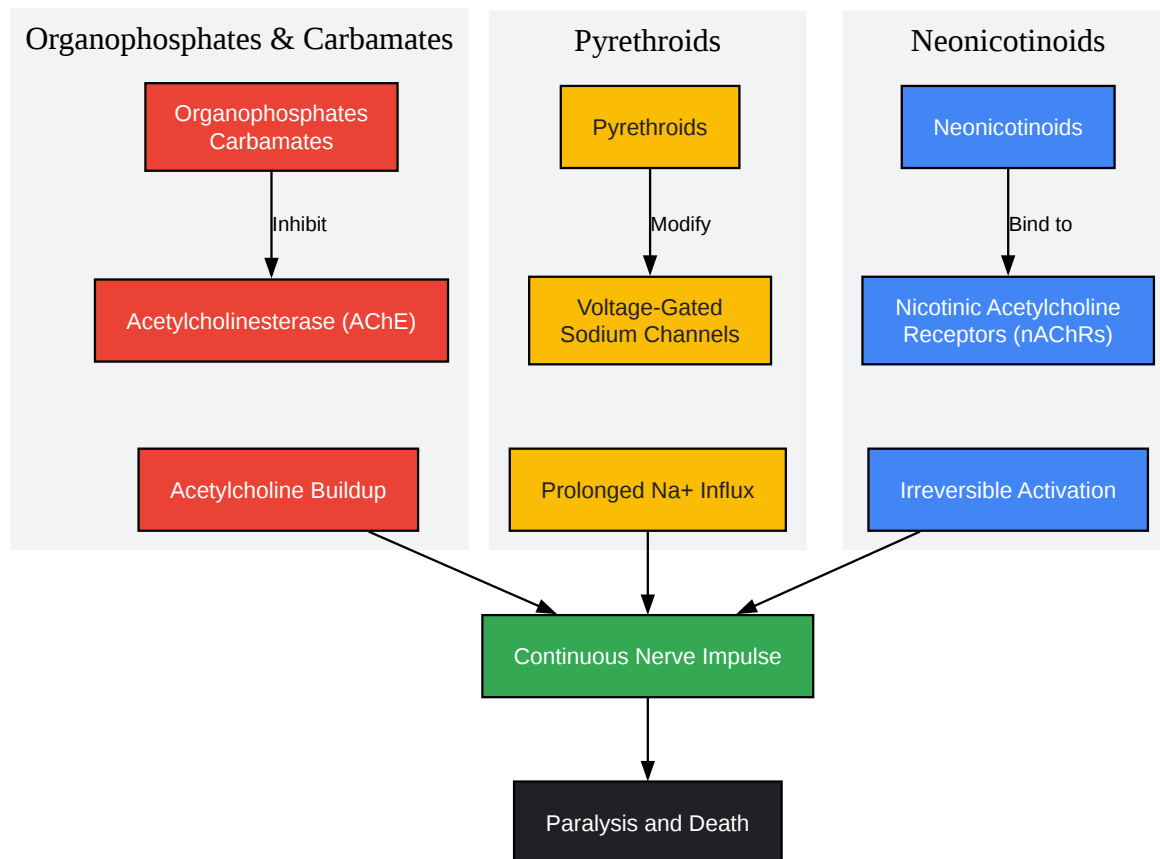 Organophosphates & Carbamates
Organophosphates
Carbamates
Inhibit
Acetylcholinesterase (AChE)
Acetylcholine Buildup
Pyrethroids
Pyrethroids
Modify
Voltage-Gated
Sodium Channels
Prolonged Na+ Influx
Neonicotinoids
Neonicotinoids
Bind to
Nicotinic Acetylcholine
Receptors (nAChRs)
Irreversible Activation
Continuous Nerve Impulse
Paralysis and Death